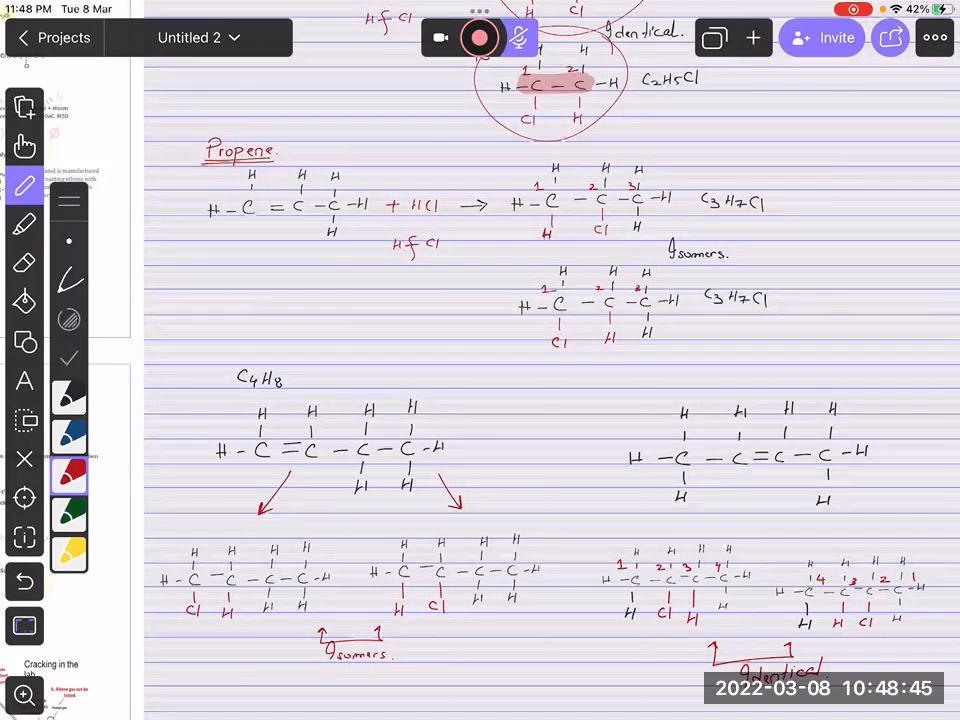 11:48 PM Tue 8 Mar
42%
Projects
Untitled 2
Invite
H Cl
Identical.
H H
1 2
H - C - C - H C2H5Cl
Cl H
Propene.
H H H
H - C = C - C - H + HCl → 
H
H Cl
H H H
1 2 3
H - C - C - C - H C3H7Cl
H Cl H
Isomers.
H H H
1 2 3
H - C - C - C - H C3H7Cl
Cl H H
C4H8
H H H H
H - C = C - C - C - H
H H
H H H H
H - C - C = C - C - H
H H
H H H H
H - C - C - C - C - H
Cl H H H
H H H H
H - C - C - C - C - H
H Cl H H
Isomers.
H H H H
1 2 3 4
H - C - C - C - C - H
H Cl H H
H H H H
4 3 2 1
H - C - C - C - C - H
H H Cl H
Identical.
Cracking in the
lab
2022-03-08 10:48:45